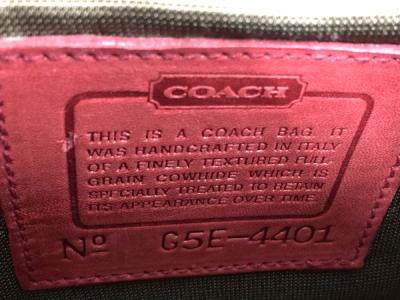 COACH
THIS IS A COACH BAG. IT
WAS HANDCRAFTED IN ITALY
OF A FINELY TEXTURED FULL
GRAIN COWHIDE WHICH IS
SPECIALLY TREATED TO RETAIN
ITS APPEARANCE OVER TIME.
Nº G5E-4401